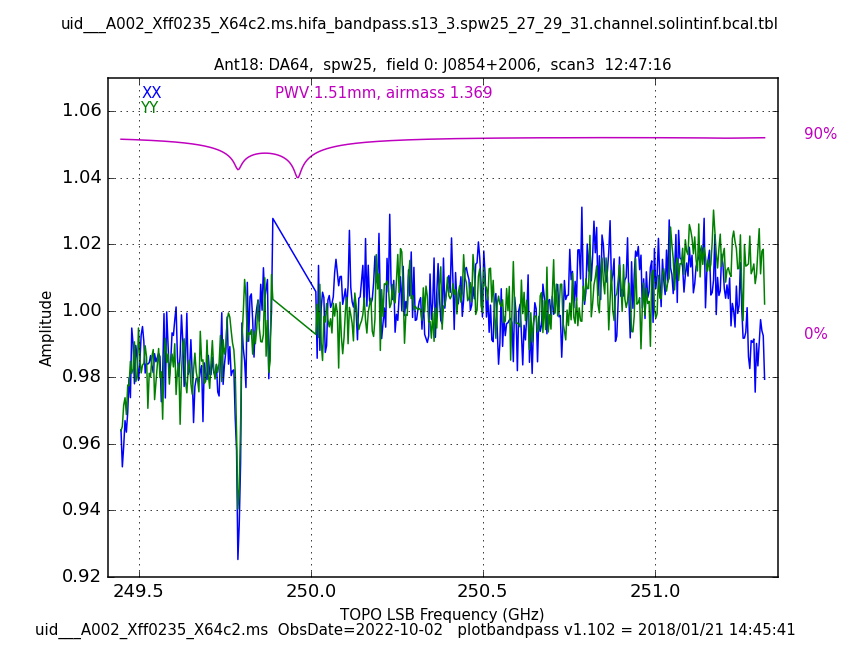 uid___A002_Xff0235_X64c2.ms.hifa_bandpass.s13_3.spw25_27_29_31.channel.solintinf.bcal.tbl
Ant18: DA64,  spw25,  field 0: J0854+2006,  scan3  12:47:16
XX
YY
PWV 1.51mm, airmass 1.369
90%
0%
1.06
1.04
1.02
1.00
0.98
0.96
0.94
0.92
Amplitude
249.5 250.0 250.5 251.0
TOPO LSB Frequency (GHz)
uid___A002_Xff0235_X64c2.ms  ObsDate=2022-10-02   plotbandpass v1.102 = 2018/01/21 14:45:41